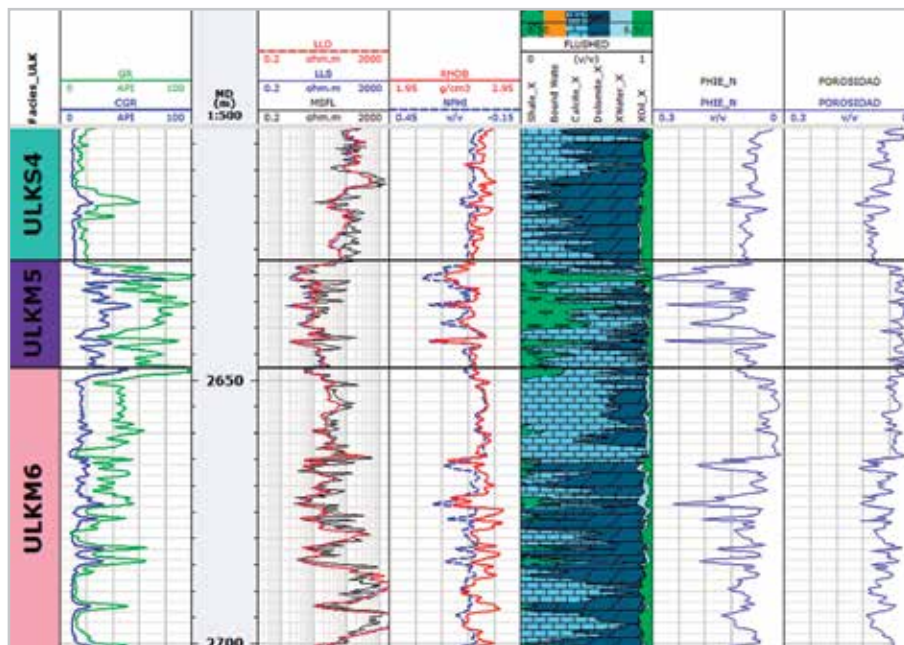 Facies_ULK
GR
0 API 100
CGR
0 API 100
MD
(m)
1:500
LLD
0.2 ohm.m 2000
LLS
0.2 ohm.m 2000
MSFL
0.2 ohm.m 2000
RHOB
1.95 g/cm3 2.95
NPHI
0.45 v/v -0.15
FLUSHED
0 (v/v) 1
Shale_X
Bound Wate
Calcite_X
Dolomite_X
XWater_X
XOil_X
PHIE_N
PHIE_N
0.3 v/v 0
POROSIDAD
POROSIDAD
0.3 v/v
ULKS4
ULKM5
ULKM6
2650
2700